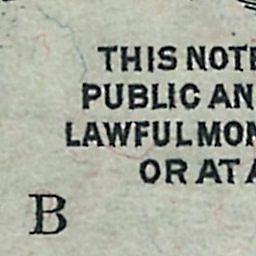 THIS NOTE
PUBLIC AN
LAWFUL MON
OR AT A
B